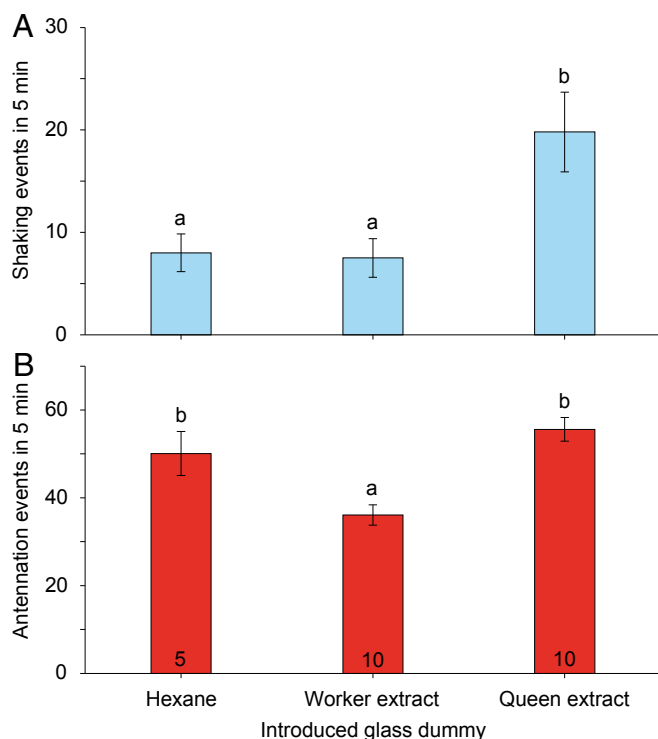 A
Shaking events in 5 min
30
20
10
0
a
a
b
B
Antennation events in 5 min
60
40
20
0
b
a
b
5
10
10
Hexane
Worker extract
Queen extract
Introduced glass dummy